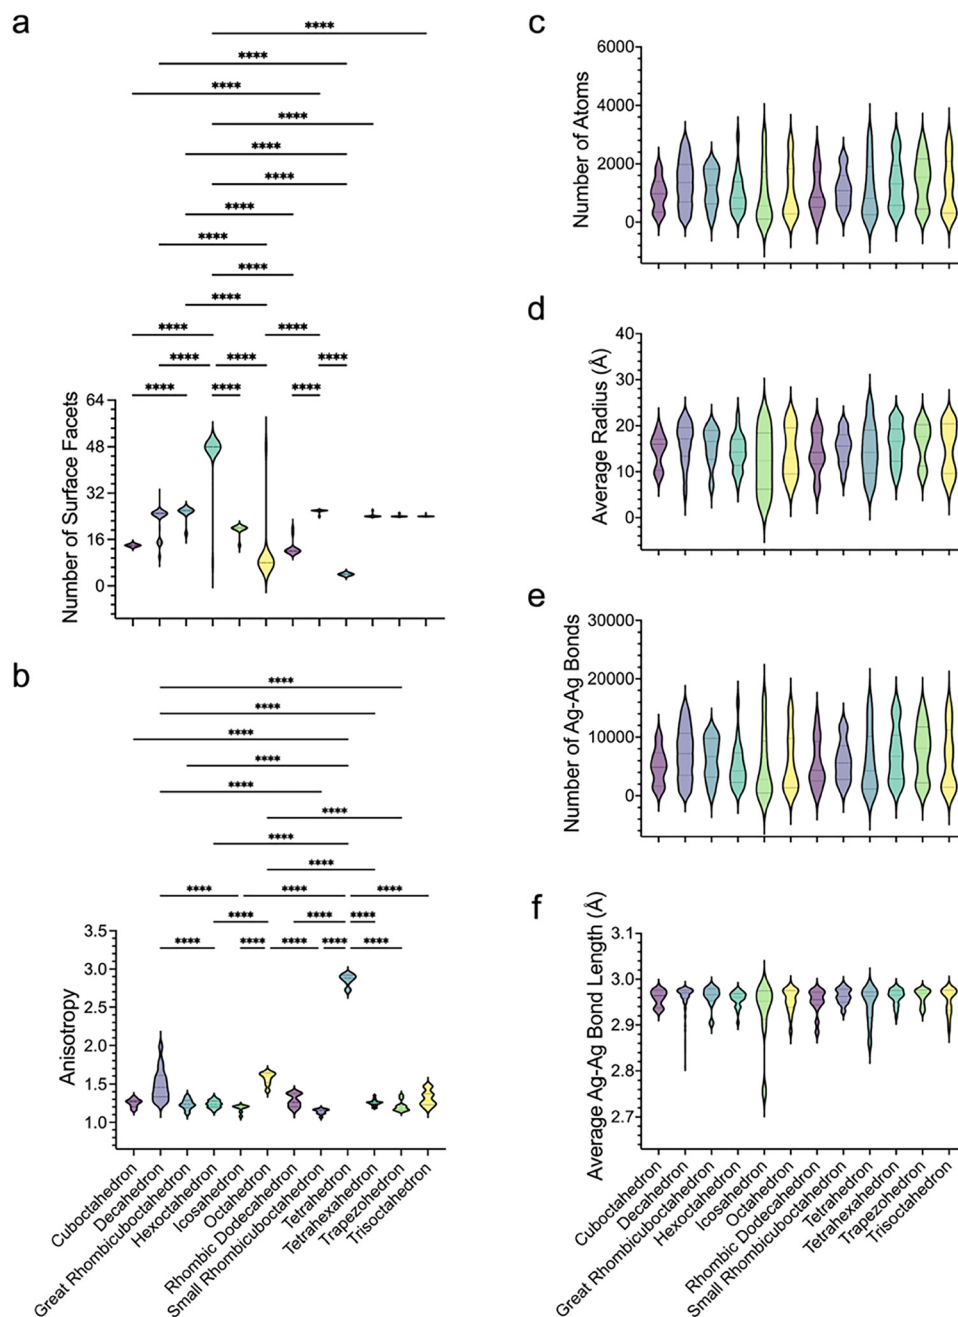 a
****
****
****
****
****
****
****
****
****
****
**** ****
**** **** ****
**** **** ****
Number of Surface Facets
64
48
32
16
0
b
****
****
****
****
****
****
****
****
**** **** ****
**** **** ****
**** **** **** **** ****
Anisotropy
3.5
3.0
2.5
2.0
1.5
1.0
Cuboctahedron
Decahedron
Great Rhombicuboctahedron
Hexoctahedron
Icosahedron
Octahedron
Rhombic Dodecahedron
Small Rhombicuboctahedron
Tetrahedron
Tetrahexahedron
Trapezohedron
Trisoctahedron
c
Number of Atoms
6000
4000
2000
0
d
Average Radius (Å)
40
30
20
10
0
e
Number of Ag-Ag Bonds
30000
20000
10000
0
f
Average Ag-Ag Bond Length (Å)
3.1
3.0
2.9
2.8
2.7
Cuboctahedron
Decahedron
Great Rhombicuboctahedron
Hexoctahedron
Icosahedron
Octahedron
Rhombic Dodecahedron
Small Rhombicuboctahedron
Tetrahedron
Tetrahexahedron
Trapezohedron
Trisoctahedron